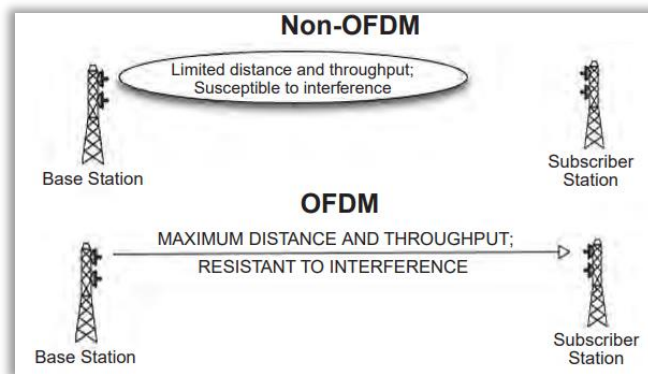 Non-OFDM
Limited distance and throughput;
Susceptible to interference
Base Station
Subscriber
Station
OFDM
MAXIMUM DISTANCE AND THROUGHPUT;
RESISTANT TO INTERFERENCE
Base Station
Subscriber
Station